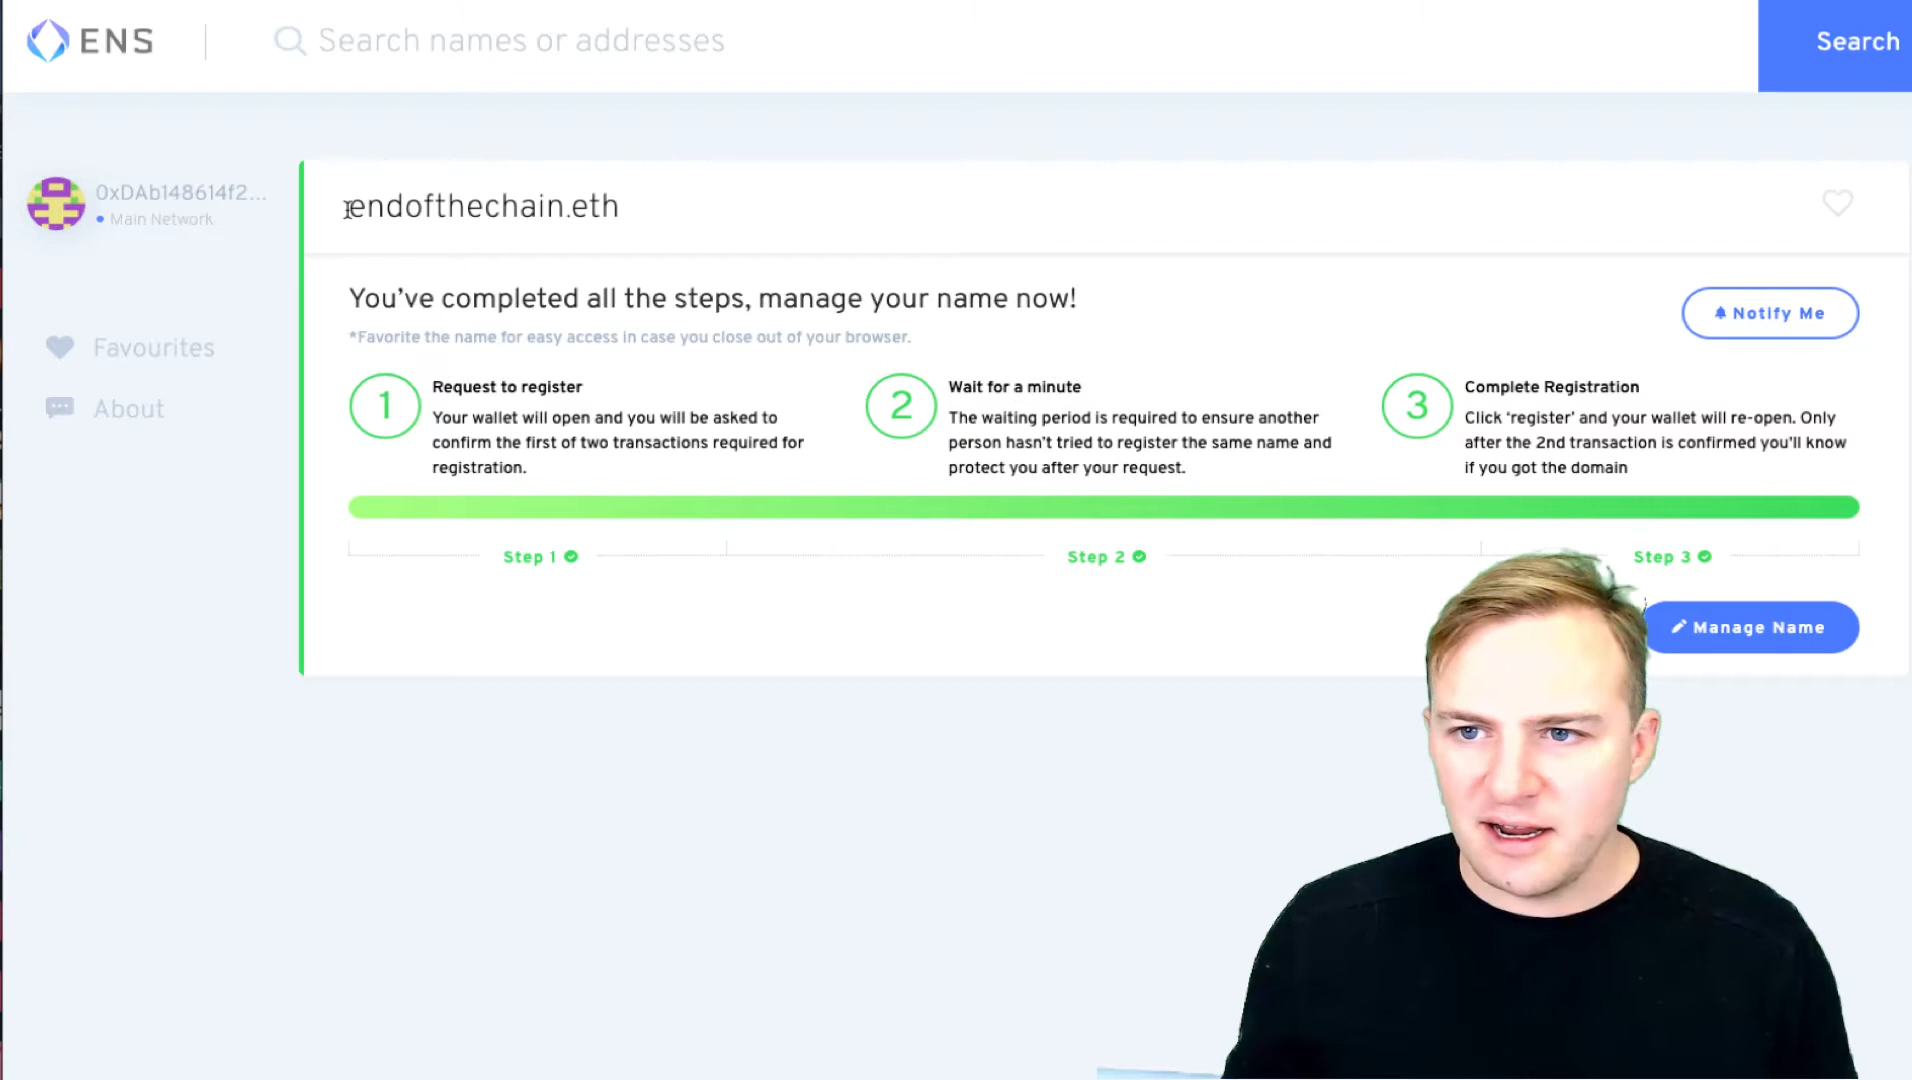 ENS
Search names or addresses
Search
0xDAb148614f2...
Main Network
endofthechain.eth
You've completed all the steps, manage your name now!
*Favorite the name for easy access in case you close out of your browser.
Notify Me
Favourites
About
1
Request to register
Your wallet will open and you will be asked to
confirm the first of two transactions required for
registration.
2
Wait for a minute
The waiting period is required to ensure another
person hasn't tried to register the same name and
protect you after your request.
3
Complete Registration
Click ‘register’ and your wallet will re-open. Only
after the 2nd transaction is confirmed you'll know
if you got the domain
Step 1
Step 2
Step 3
Manage Name